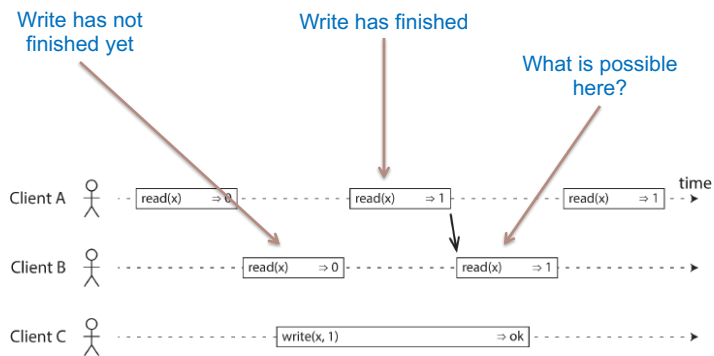 Write has not
finished yet
Write has finished
What is possible
here?
time
Client A
read(x) ⇒ 0
read(x) ⇒ 1
read(x) ⇒ 1
Client B
read(x) ⇒ 0
read(x) ⇒ 1
Client C
write(x, 1) ⇒ ok